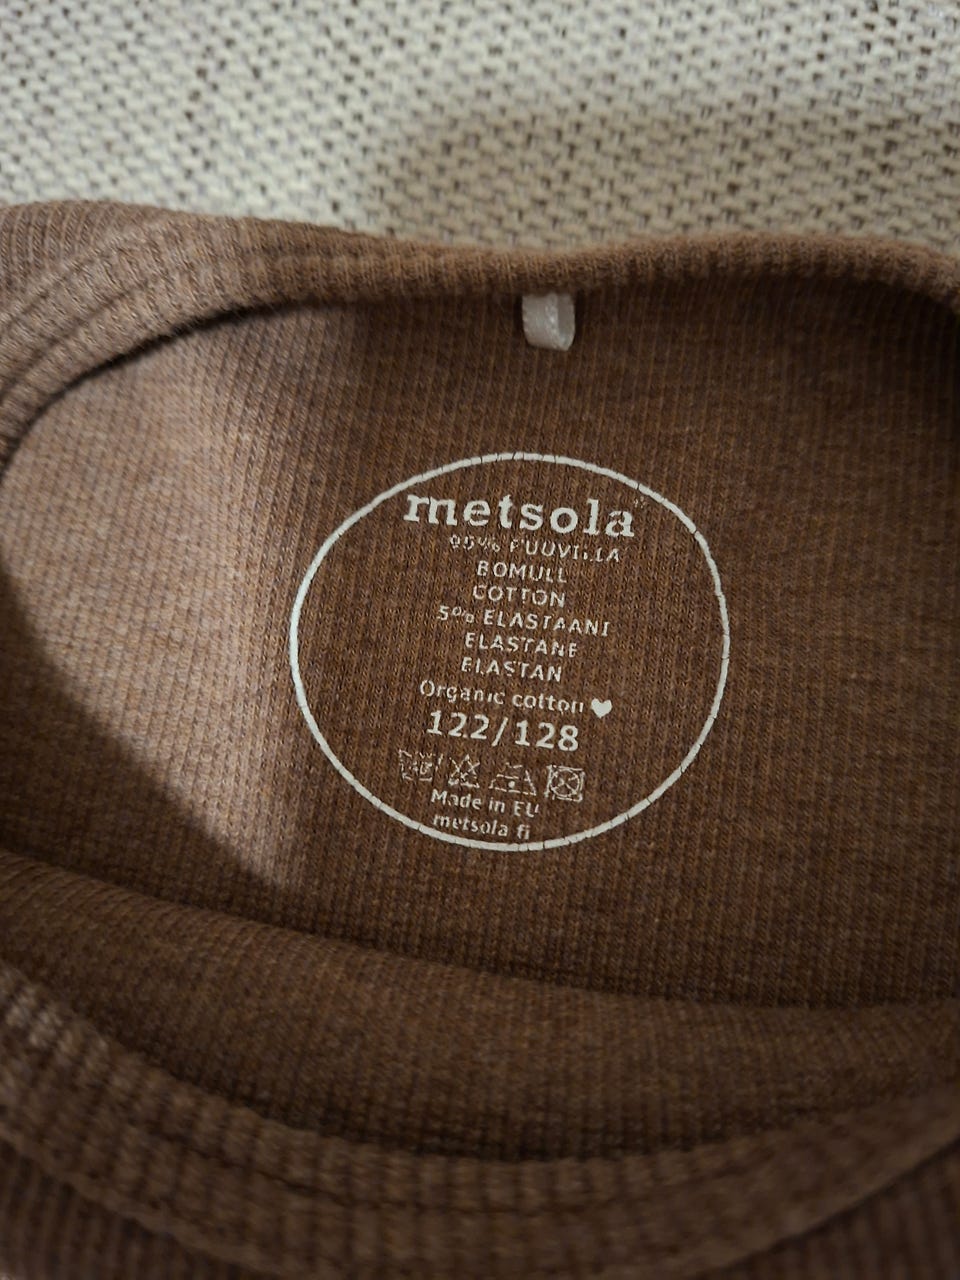 metsola
95% PUUVILLA
BOMULL
COTTON
5% ELASTAANI
ELASTANE
ELASTAN
Organic cotton ♥
122/128
Made in EU
metsola.fi